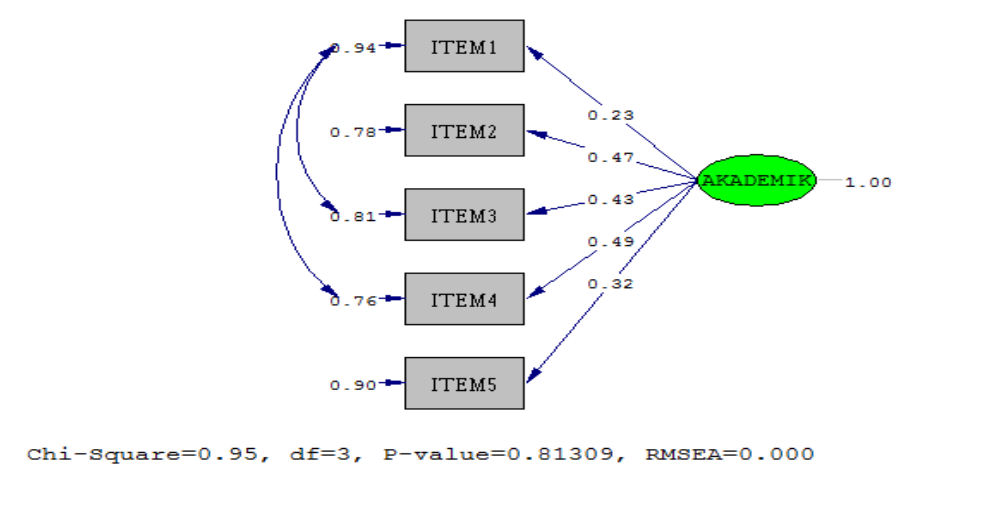 0.94 ITEM1
0.23
0.78 ITEM2
0.47
AKADEMIK 1.00
0.43
0.81 ITEM3
0.49
0.32
0.76 ITEM4
0.90 ITEM5
Chi-Square=0.95, df=3, P-value=0.81309, RMSEA=0.000